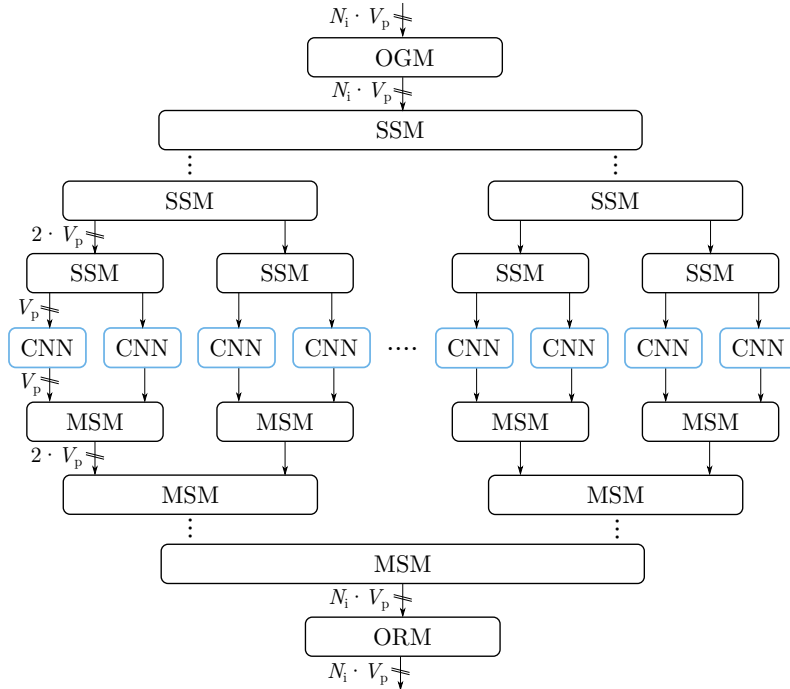 N_i · V_p
OGM
N_i · V_p
SSM
SSM SSM
2 · V_p
SSM SSM SSM SSM
V_p
CNN CNN CNN CNN .... CNN CNN CNN CNN
V_p
MSM MSM MSM MSM
2 · V_p
MSM MSM
MSM
N_i · V_p
ORM
N_i · V_p